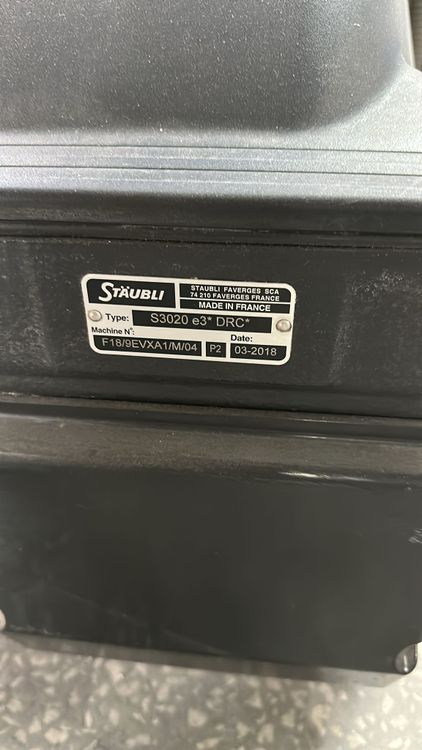 STÄUBLI
STAUBLI FAVERGES SCA
74 210 FAVERGES FRANCE
MADE IN FRANCE
Type: S3020 e3* DRC*
Machine N°: Date:
F18/9EVXA1/M/04 P2 03-2018